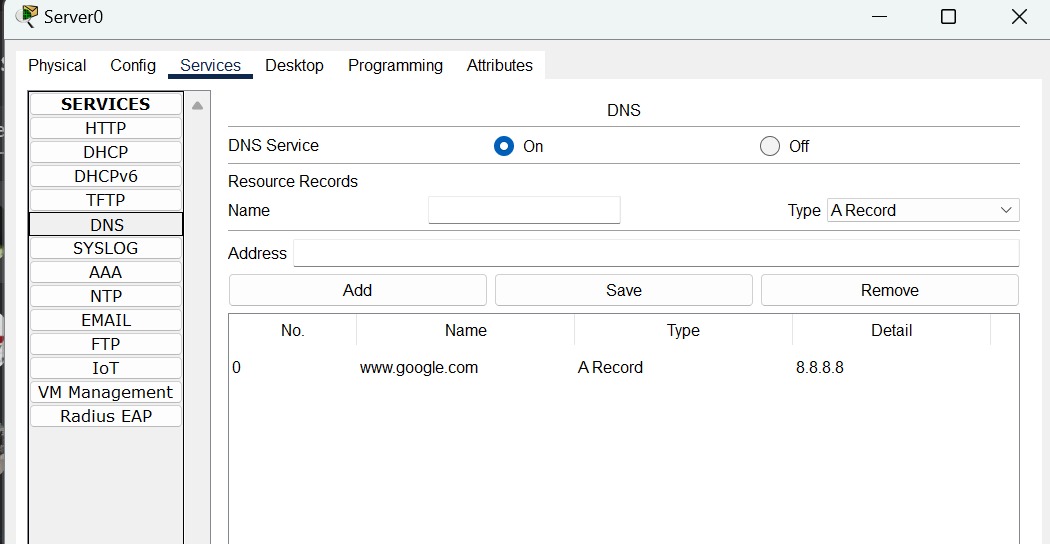 Server0
Physical Config Services Desktop Programming Attributes
SERVICES
HTTP
DHCP
DHCPv6
TFTP
DNS
SYSLOG
AAA
NTP
EMAIL
FTP
IoT
VM Management
Radius EAP
DNS
DNS Service On Off
Resource Records
Name Type A Record
Address
Add Save Remove
No. Name Type Detail
0 www.google.com A Record 8.8.8.8